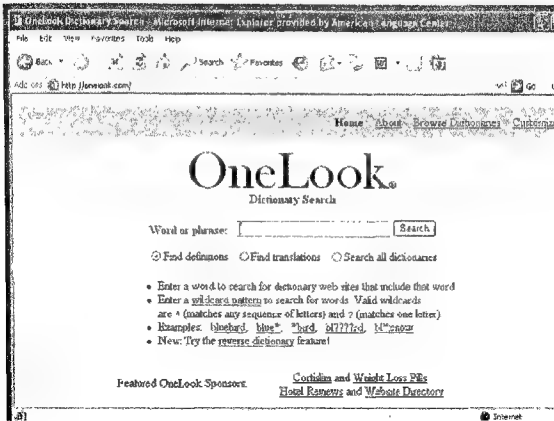 OneLook Dictionary Search - Microsoft Internet Explorer provided by American Language Center
File Edit View Favorites Tools Help
Back Search Favorites
http://onelook.com/ Go
Home About Browse Dictionaries Customize
OneLook®
Dictionary Search
Word or phrase: Search
Find definitions Find translations Search all dictionaries
• Enter a word to search for dictionary web sites that include that word
• Enter a wildcard pattern to search for words Valid wildcards
are * (matches any sequence of letters) and ? (matches one letter)
• Examples: bluebird, blue*, *bird, bl????rd, bl*:snow
• New: Try the reverse dictionary feature!
Featured OneLook Sponsors. Cortislim and Weight Loss Pills
Hotel Reviews and Website Directory
Internet